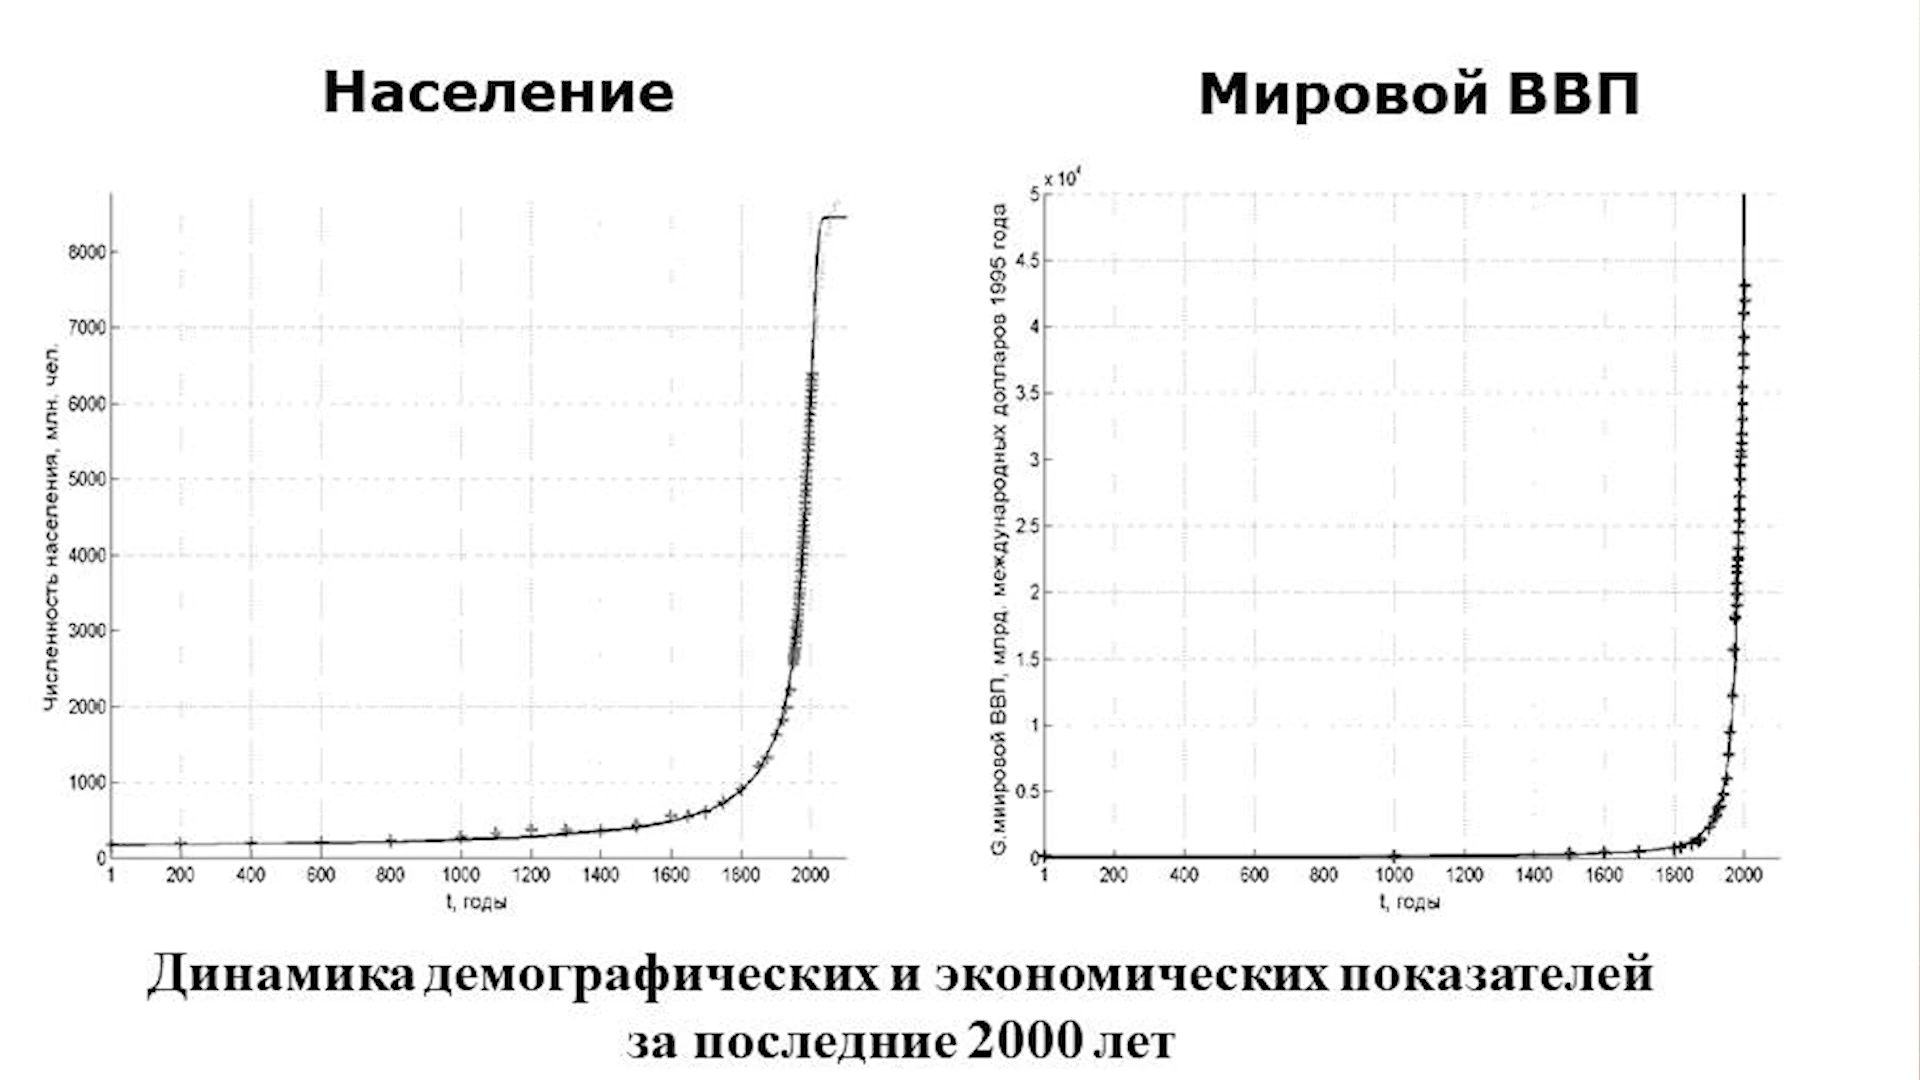 Население
Мировой ВВП
8000
7000
6000
5000
4000
3000
2000
1000
0
Численность населения, млн. чел.
1 200 400 600 800 1000 1200 1400 1600 1800 2000
t, годы
x 10⁴
5
4.5
4
3.5
3
2.5
2
1.5
1
0.5
0
G. миировой ВВП, млрд. международных долларов 1995 года
1 200 400 600 800 1000 1200 1400 1600 1800 2000
t, годы
Динамика демографических и экономических показателей
за последние 2000 лет